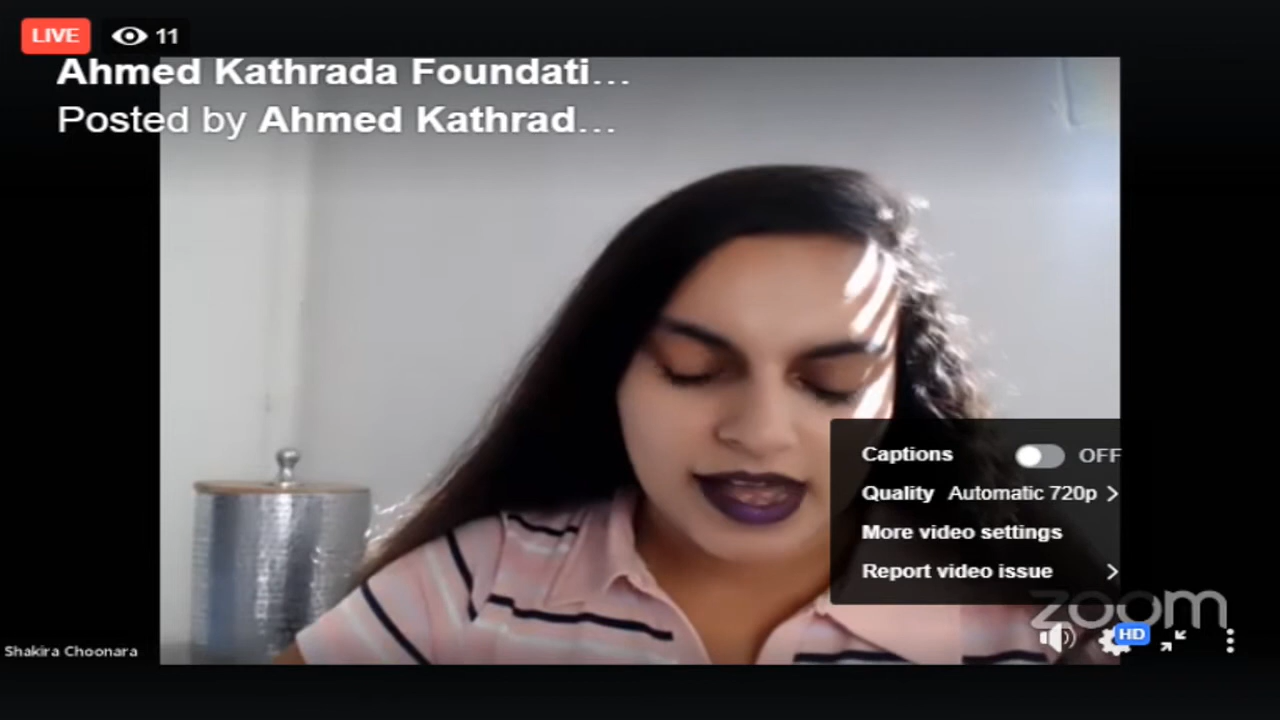 LIVE 11
Ahmed Kathrada Foundati...
Posted by Ahmed Kathrad...
Captions OFF
Quality Automatic 720p >
More video settings
Report video issue >
zoom
HD
Shakira Choonara